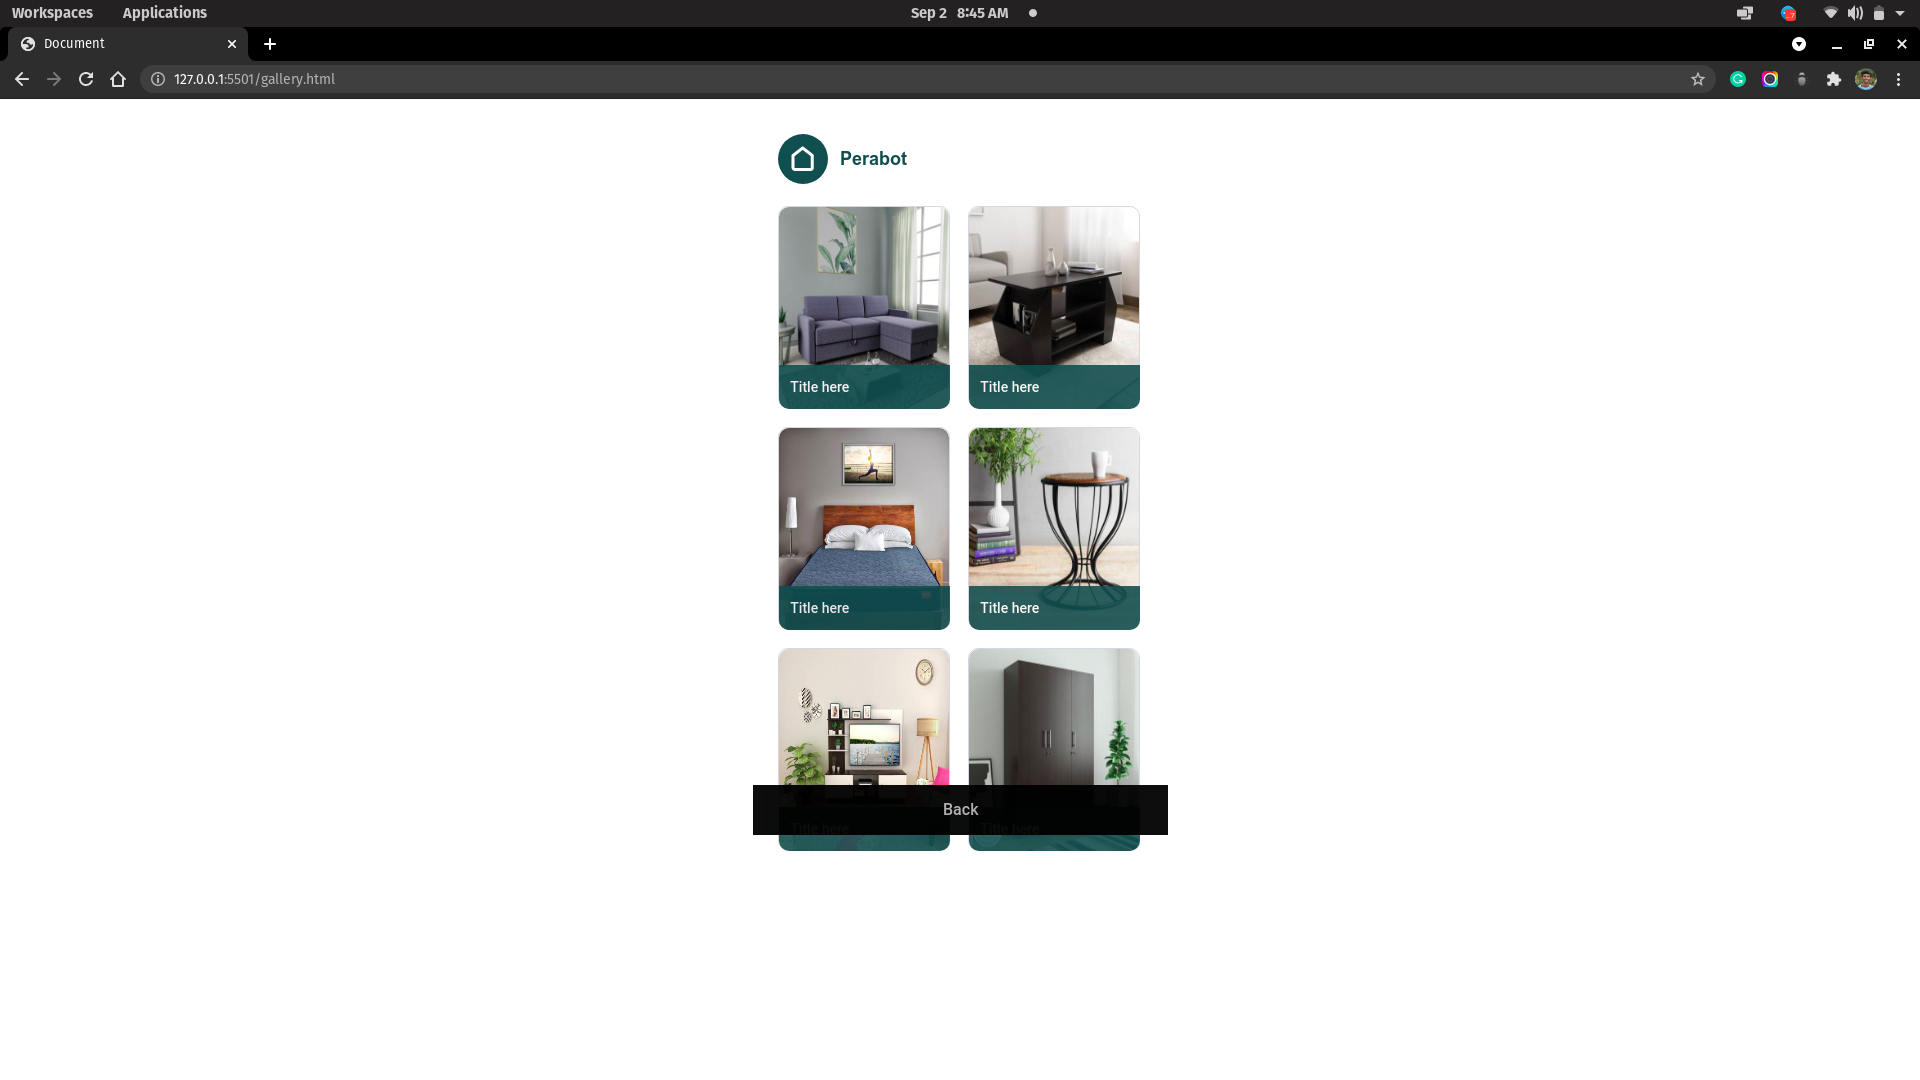 Workspaces Applications Sep 2 8:45 AM
Document
127.0.0.1:5501/gallery.html
Perabot
Title here Title here
Title here Title here
Back
Title here Title here